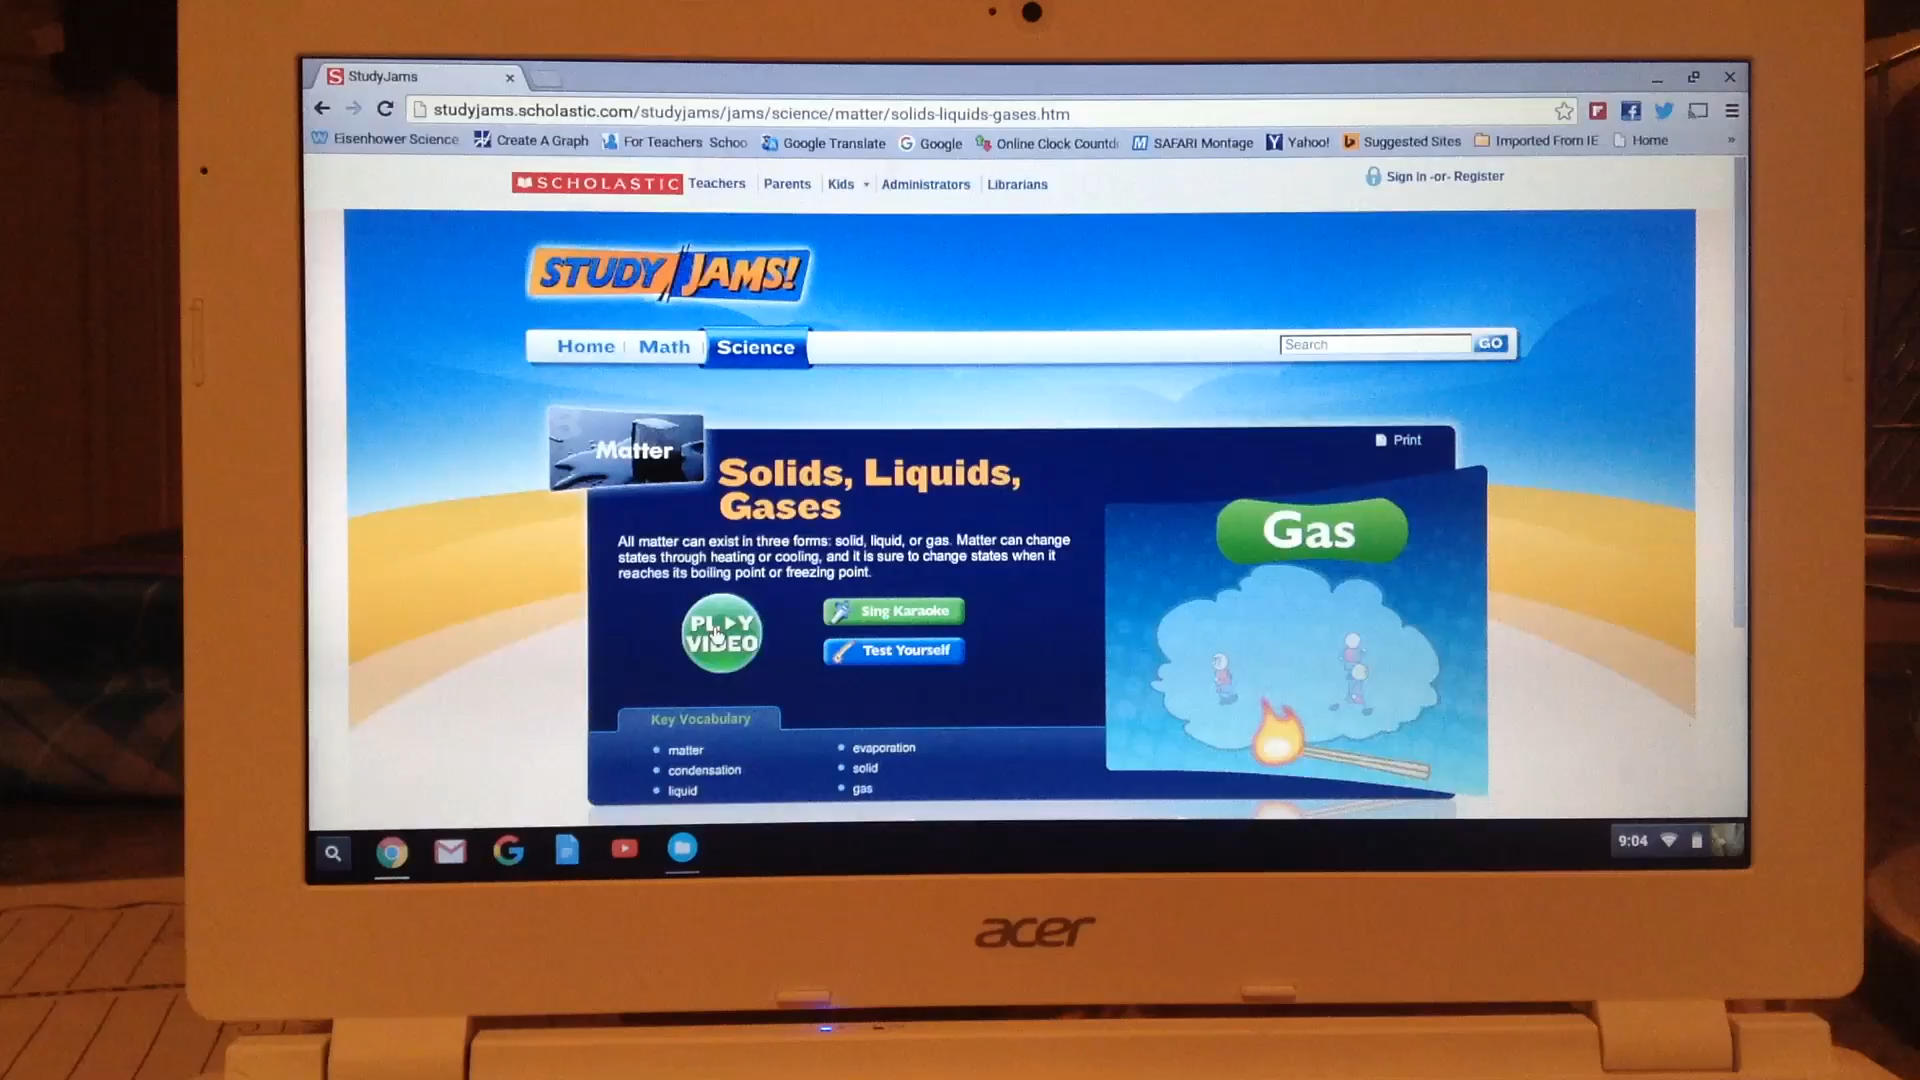 StudyJams
studyjams.scholastic.com/studyjams/jams/science/matter/solids-liquids-gases.htm
Eisenhower Science Create A Graph For Teachers Schoo Google Translate Google Online Clock Countd SAFARI Montage Yahoo! Suggested Sites Imported From IE Home »
SCHOLASTIC Teachers Parents Kids Administrators Librarians Sign In -or- Register
STUDY JAMS!
Home Math Science Search GO
Matter
Print
Solids, Liquids,
Gases
Gas
All matter can exist in three forms: solid, liquid, or gas. Matter can change
states through heating or cooling, and it is sure to change states when it
reaches its boiling point or freezing point.
PLAY
VIDEO
Sing Karaoke
Test Yourself
Key Vocabulary
matter
condensation
liquid
evaporation
solid
gas
9:04
acer